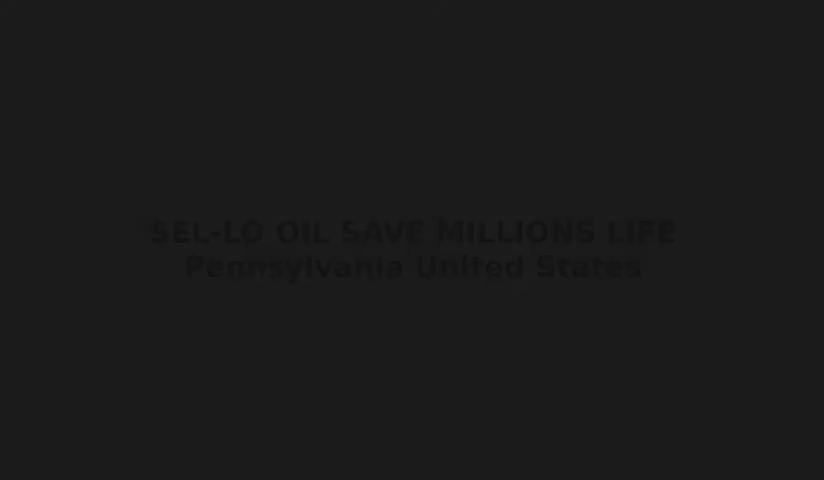 SEL-LO OIL SAVE MILLIONS LIFE
Pennsylvania United States